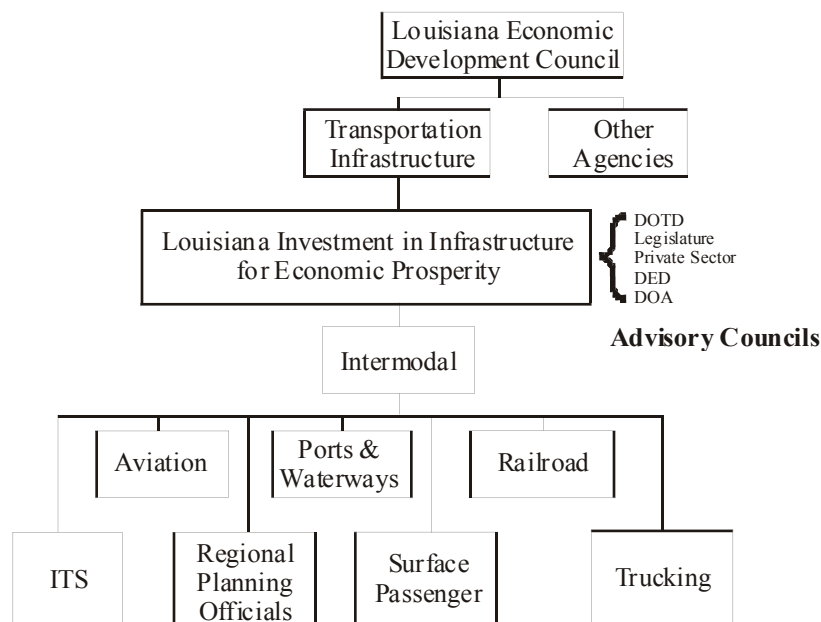 Louisiana Economic
Development Council
Transportation
Infrastructure
Other
Agencies
Louisiana Investment in Infrastructure
for Economic Prosperity
DOTD
Legislature
Private Sector
DED
DOA
Advisory Councils
Intermodal
Aviation
Ports &
Waterways
Railroad
ITS
Regional
Planning
Officials
Surface
Passenger
Trucking